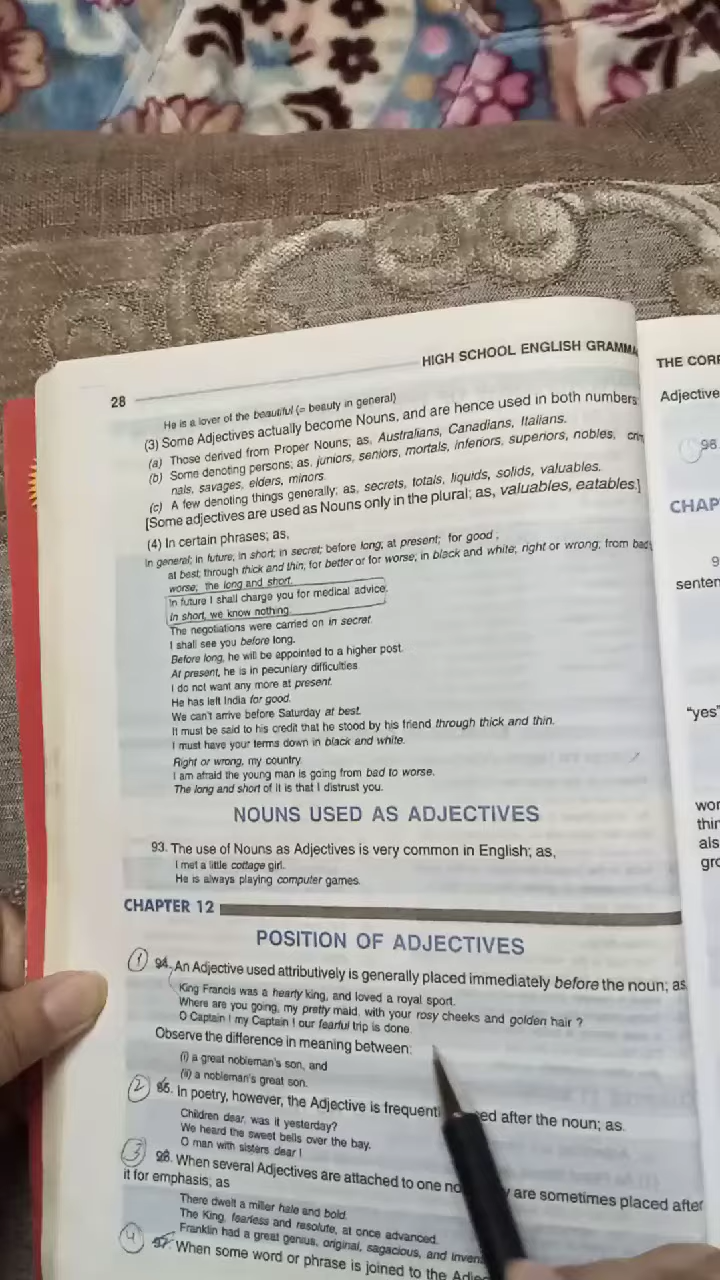 28
HIGH SCHOOL ENGLISH GRAMMA
He is a lover of the beautiful (= beauty in general)
(3) Some Adjectives actually become Nouns, and are hence used in both numbers:
(a) Those derived from Proper Nouns; as, Australians, Canadians, Italians.
(b) Some denoting persons; as, juniors, seniors, mortals, inferiors, superiors, nobles, crimi
nals, savages, elders, minors.
(c) A few denoting things generally; as, secrets, totals, liquids, solids, valuables.
[Some adjectives are used as Nouns only in the plural; as, valuables, eatables.]
(4) In certain phrases; as,
In general; in future; in short; in secret; before long; at present; for good;
at best; through thick and thin; for better or for worse; in black and white; right or wrong; from bad
worse; the long and short.
In future I shall charge you for medical advice.
In short, we know nothing.
The negotiations were carried on in secret.
I shall see you before long.
Before long, he will be appointed to a higher post.
At present, he is in pecuniery difficulties.
I do not want any more at present.
He has left India for good.
We can't arrive before Saturday at best.
It must be said to his credit that he stood by his friend through thick and thin.
I must have your terms down in black and white.
Right or wrong, my country.
I am afraid the young man is going from bad to worse.
The long and short of it is that I distrust you.
NOUNS USED AS ADJECTIVES
93. The use of Nouns as Adjectives is very common in English; as,
I met a little cottage girl.
He is always playing computer games.
CHAPTER 12
POSITION OF ADJECTIVES
1 94. An Adjective used attributively is generally placed immediately before the noun; as
King Francis was a hearty king, and loved a royal sport.
Where are you going, my pretty maid, with your rosy cheeks and golden hair ?
O Captain ! my Captain ! our fearful trip is done.
Observe the difference in meaning between:
(i) a great nobleman's son, and
(ii) a nobleman's great son.
2 95. In poetry, however, the Adjective is frequentl ed after the noun; as.
Children dear, was it yesterday?
We heard the sweet bells over the bay.
O man with sisters dear !
3 98. When several Adjectives are attached to one no y are sometimes placed after
it for emphasis; as
There dwelt a miller hale and bold.
The King, fearless and resolute, at once advanced.
Franklin had a great genius, original, sagacious, and inven
4 97. When some word or phrase is joined to the Adje
THE CORR
Adjective
98
CHAP
9
senten
"yes"
wor
thin
als
gro